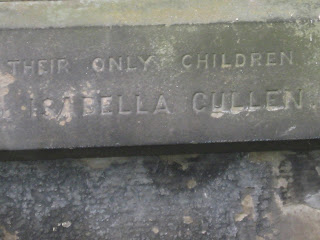 THEIR ONLY CHILDREN
ISABELLA CULLEN